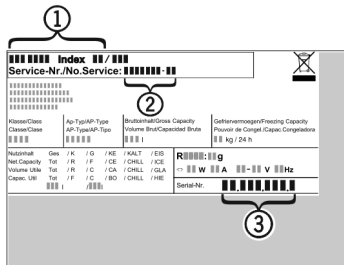 1
Index /
Service-Nr./No.Service: -
2
Klasse/Class Ap-Typ/AP-Type Bruttoinhalt/Gross Capacity Gefriervermoegen/Freezing Capacity
Classe/Clase AP-Type/AP-Tipo Volume Brut/Capacidad Brute Pouvoir de Congel./Capac.Congeladora
l kg / 24 h
Nutzinhalt Ges / K / G / KE / KALT / EIS
Net.Capacity Tot / R / F / CE / CHILL / ICE
Volume Utile Tot / R / C / CA / CHILL / GLA
Capac. Util Tot / F / C / BO / CHILL / HIE
l / l
R : g
W A - V Hz
Serial-Nr. . . .
3